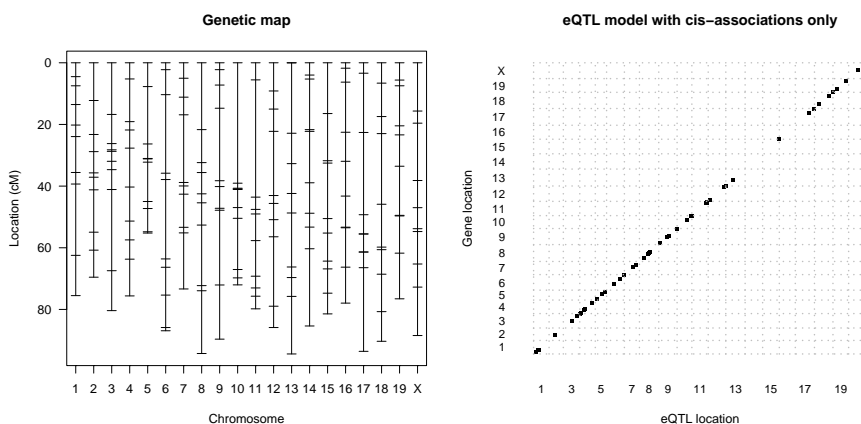 Genetic map
0
20
40
60
80
Location (cM)
1 2 3 4 5 6 7 8 9 10 11 12 13 14 15 16 17 18 19 X
Chromosome
eQTL model with cis−associations only
X
19
18
17
16
15
14
13
12
11
10
9
8
7
6
5
4
3
2
1
Gene location
1 3 5 7 8 9 11 13 15 17 19
eQTL location